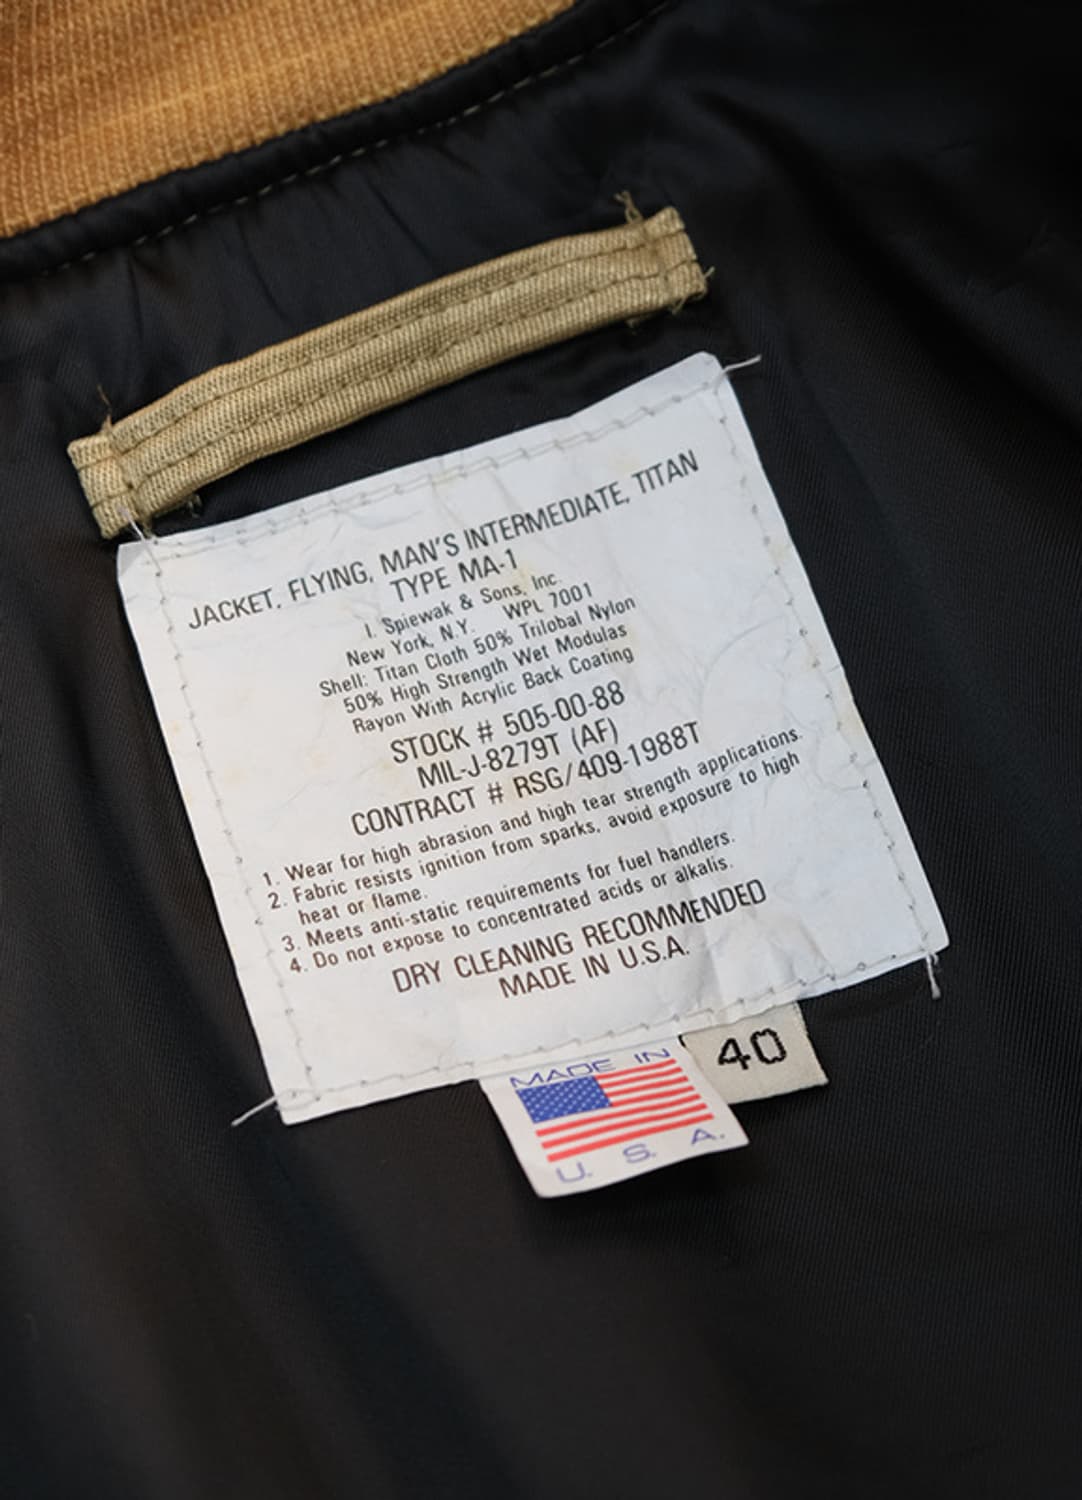 JACKET, FLYING, MAN'S INTERMEDIATE, TITAN
TYPE MA-1
I. Spiewak & Sons, Inc.
New York, N.Y. WPL 7001
Shell: Titan Cloth 50% Trilobal Nylon
50% High Strength Wet Modulas
Rayon With Acrylic Back Coating
STOCK # 505-00-88
MIL-J-8279T (AF)
CONTRACT # RSG/409-1988T
1. Wear for high abrasion and high tear strength applications.
2. Fabric resists ignition from sparks, avoid exposure to high
heat or flame.
3. Meets anti-static requirements for fuel handlers.
4. Do not expose to concentrated acids or alkalis.
DRY CLEANING RECOMMENDED
MADE IN U.S.A.
40
MADE IN
U. S. A.